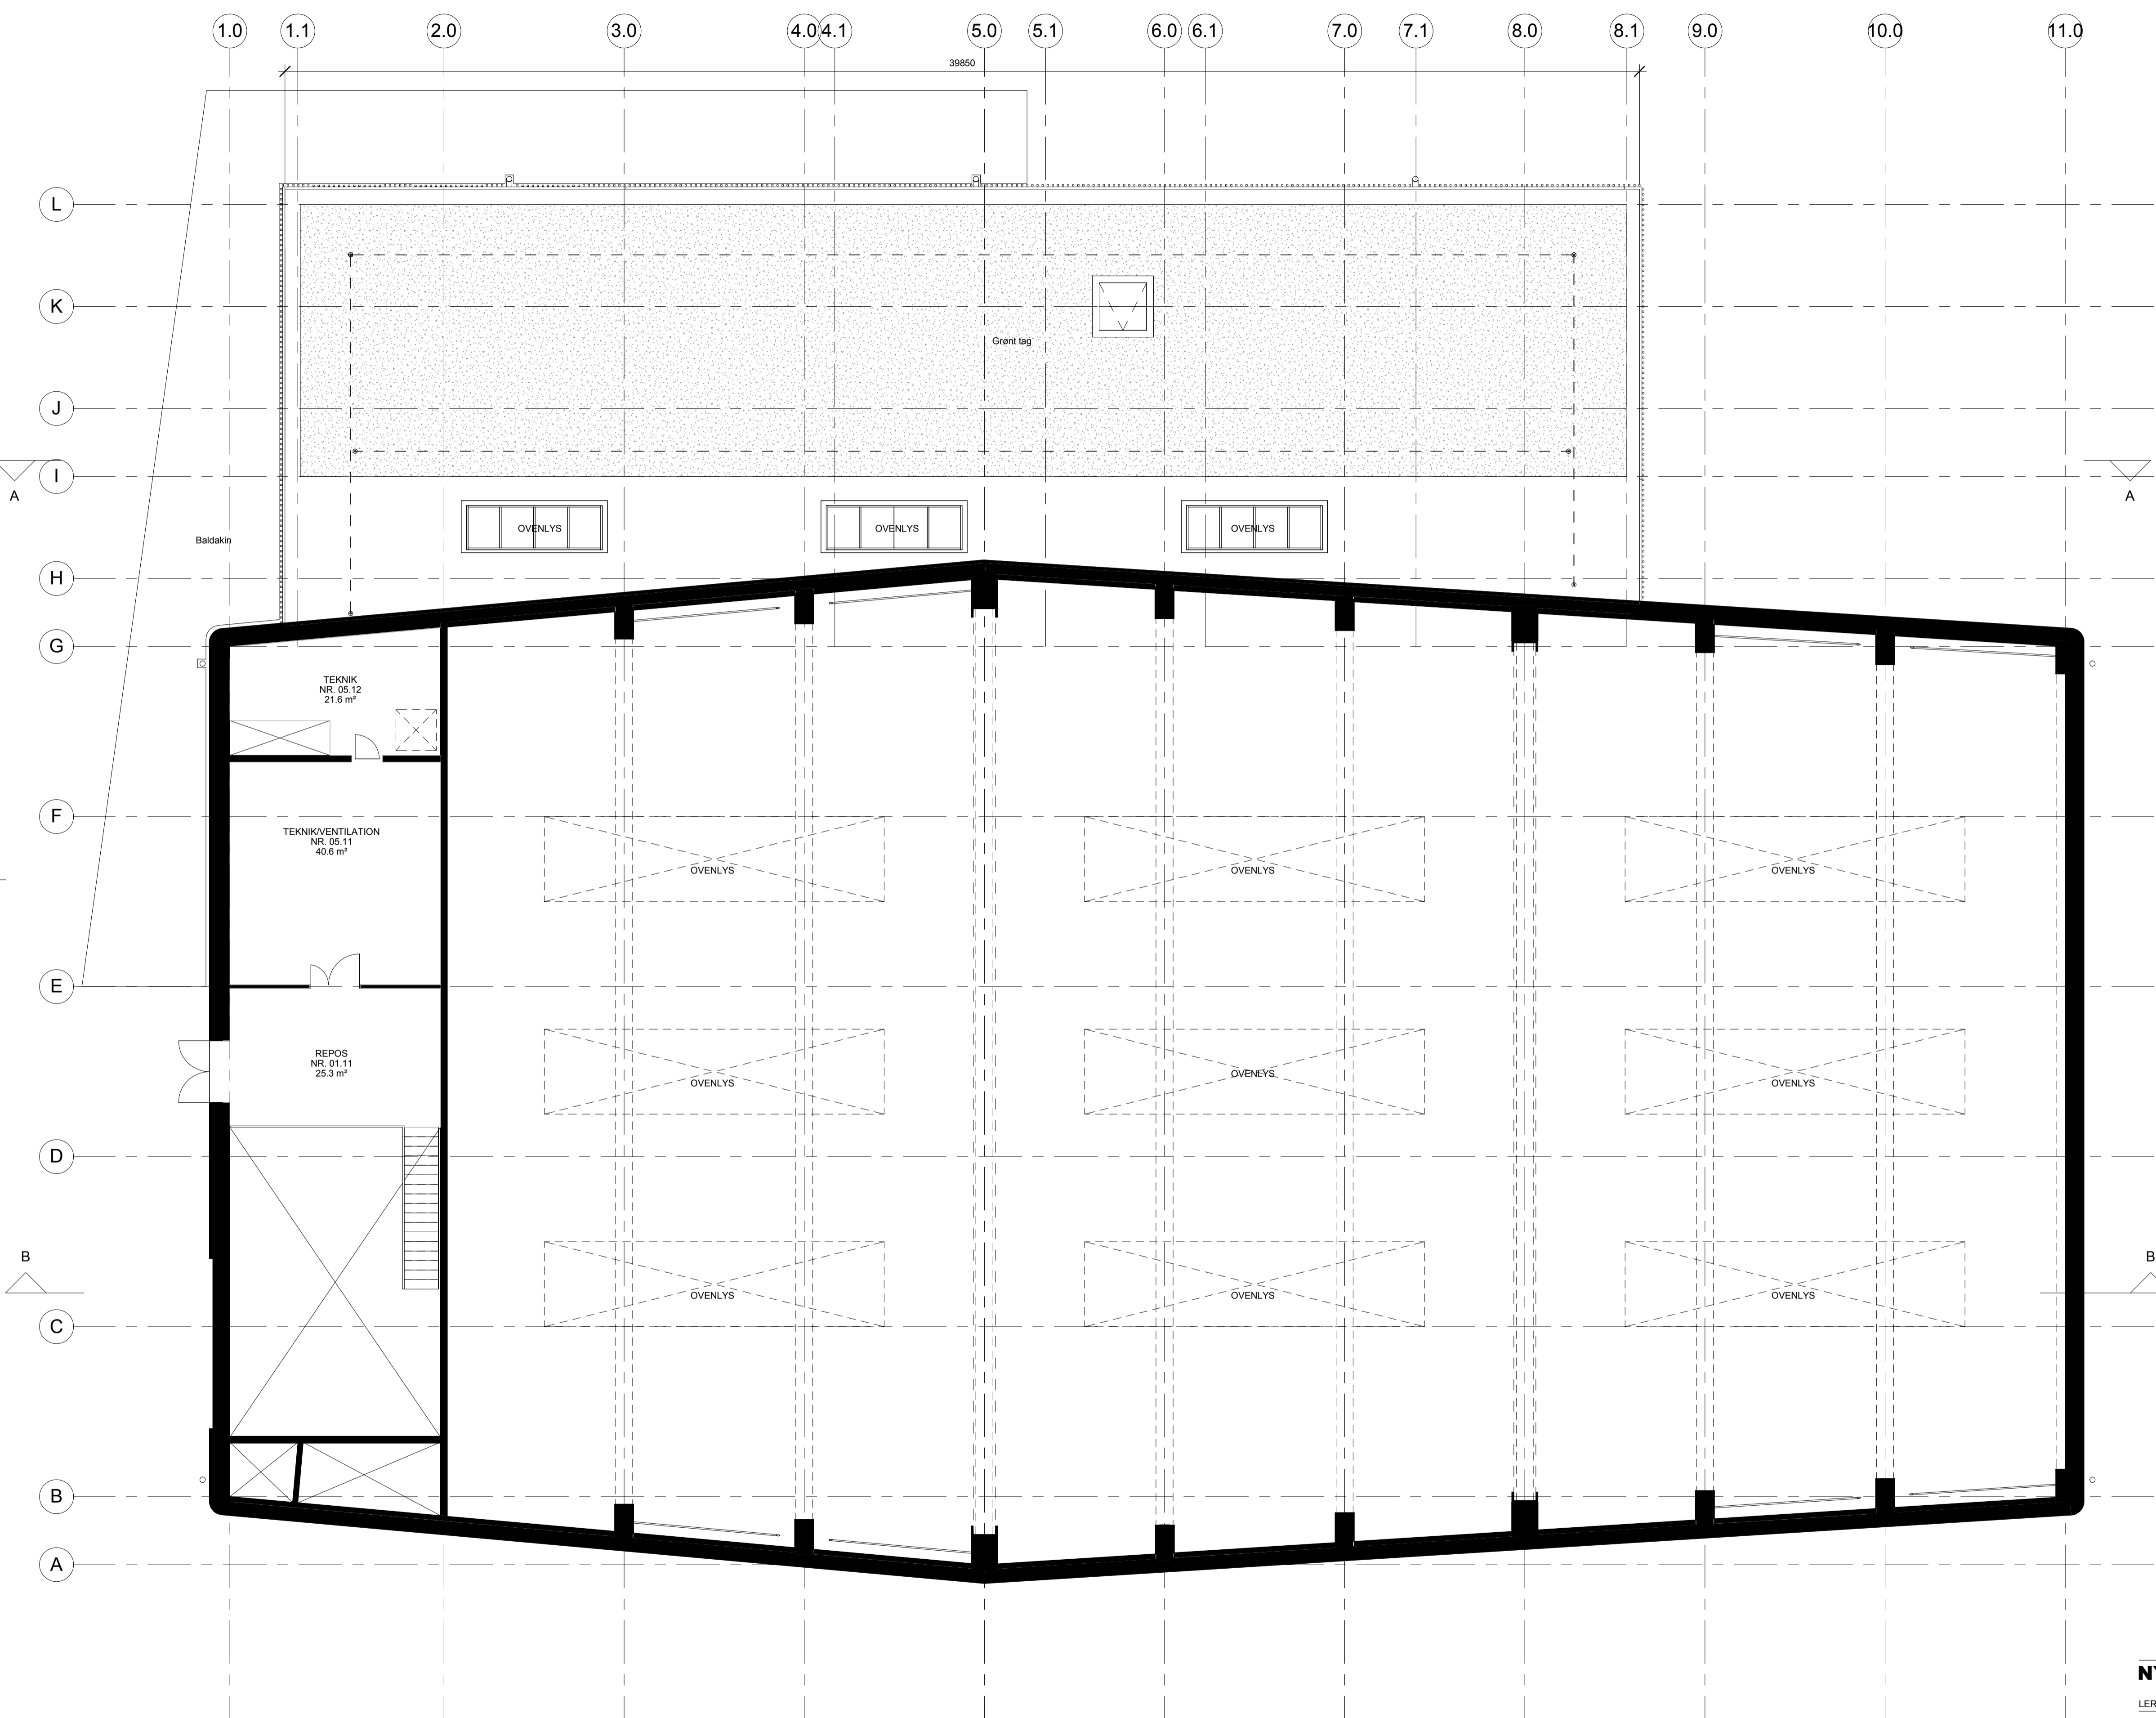 1.0 1.1 2.0 3.0 4.0 4.1 5.0 5.1 6.0 6.1 7.0 7.1 8.0 8.1 9.0 10.0 11.0
39850
L
K
Grønt tag
J
I
A A
OVENLYS OVENLYS OVENLYS
Baldakin
H
G
TEKNIK
NR. 05.12
21.6 m²
F
TEKNIK/VENTILATION
NR. 05.11
40.6 m²
OVENLYS OVENLYS OVENLYS
E
REPOS
NR. 01.11
25.3 m²
OVENLYS OVENLYS OVENLYS
D
B B
OVENLYS OVENLYS OVENLYS
C
B
A
LER